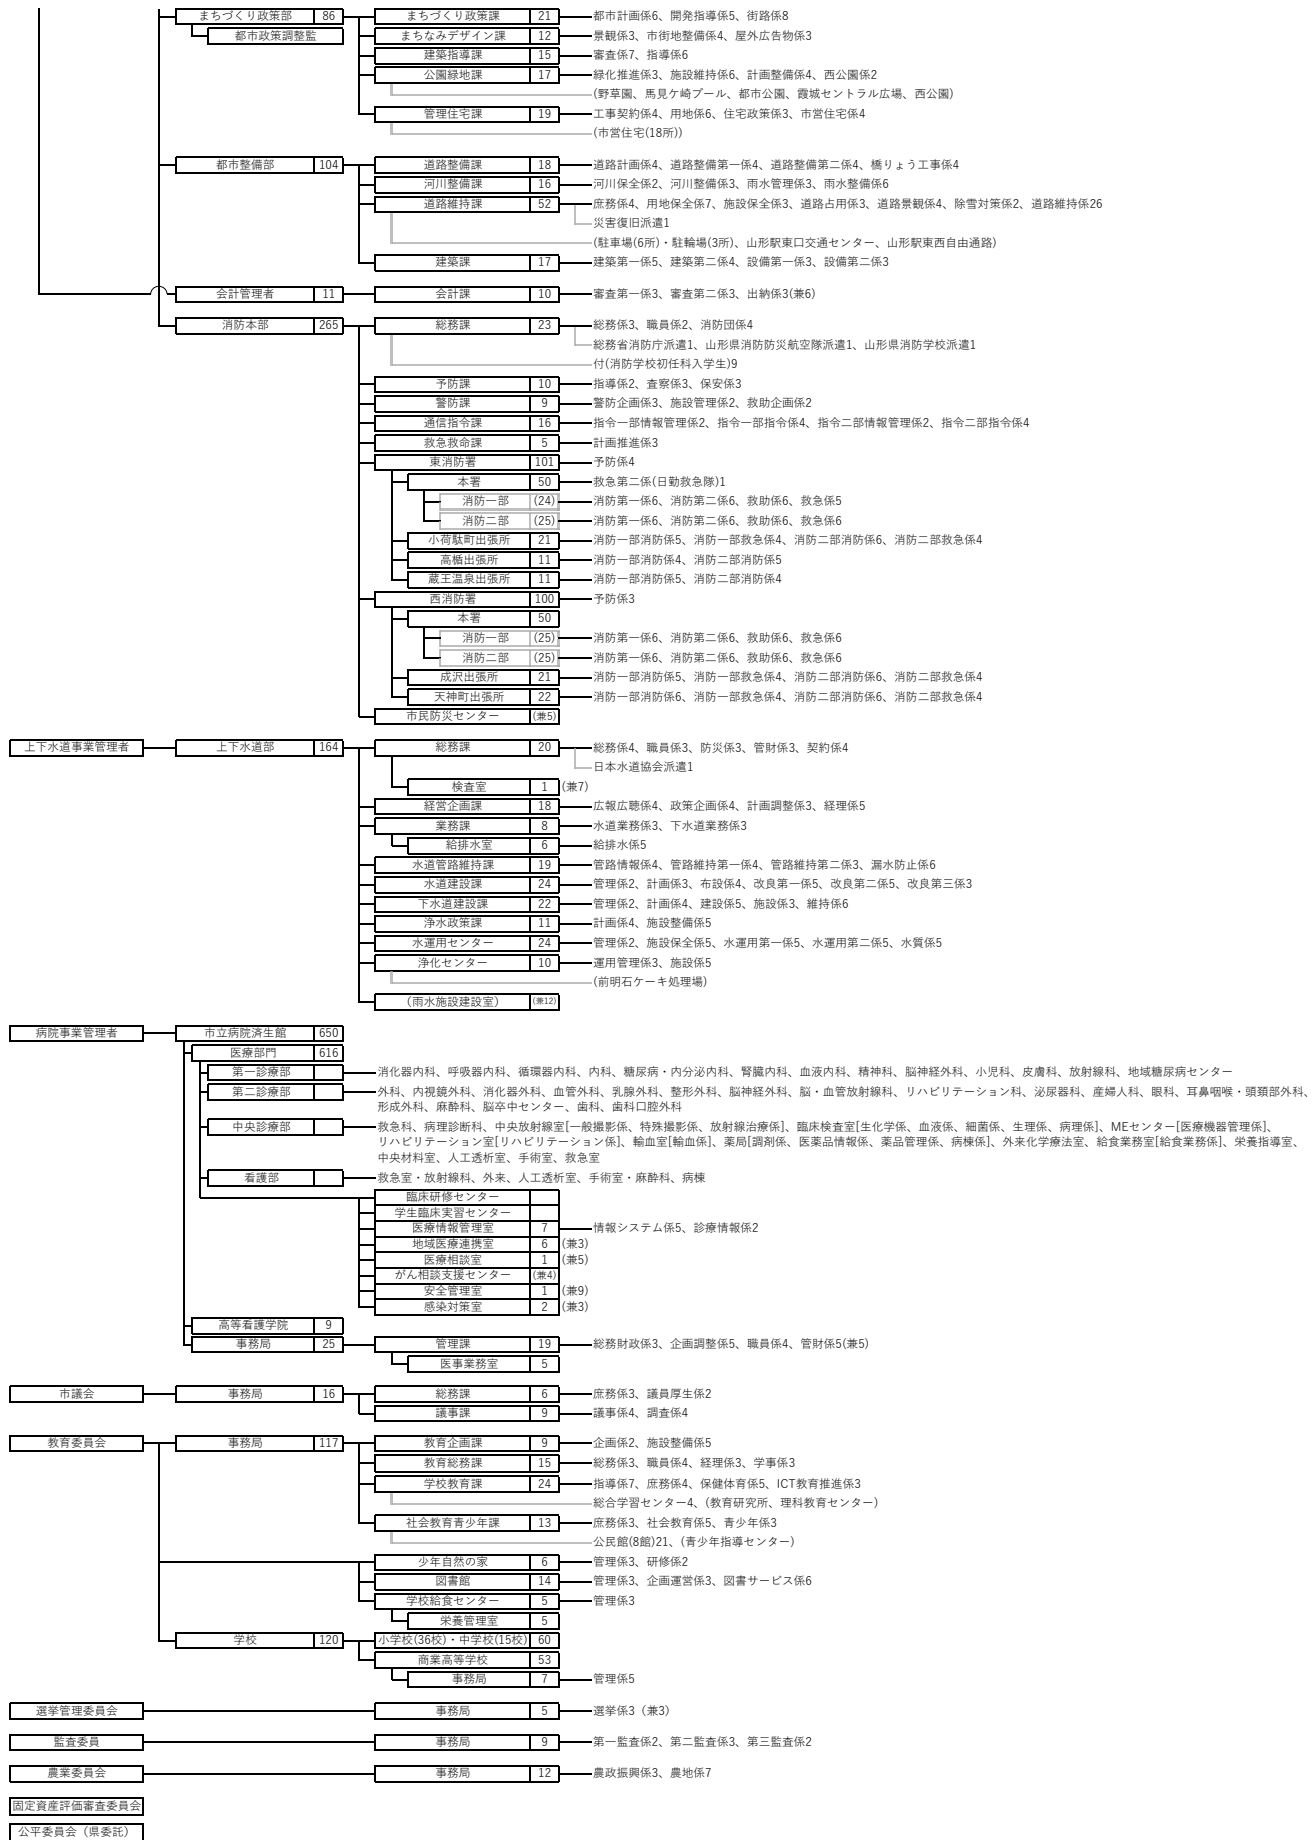 まちづくり政策部 86 まちづくり政策課 21 都市計画係6、開発指導係5、街路係8
都市政策調整監 まちなみデザイン課 12 景観係3、市街地整備係4、屋外広告物係3
建築指導課 15 審査係7、指導係6
公園緑地課 17 緑化推進係3、施設維持係6、計画整備係4、西公園係2
(野草園、馬見ケ崎プール、都市公園、霞城セントラル広場、西公園)
管理住宅課 19 工事契約係4、用地係6、住宅政策係3、市営住宅係4
(市営住宅(18所))
都市整備部 104 道路整備課 18 道路計画係4、道路整備第一係4、道路整備第二係4、橋りょう工事係4
河川整備課 16 河川保全係2、河川整備係3、雨水管理係3、雨水整備係6
道路維持課 52 庶務係4、用地保全係7、施設保全係3、道路占用係3、道路景観係4、除雪対策係2、道路維持係26
災害復旧派遣1
(駐車場(6所)・駐輪場(3所)、山形駅東口交通センター、山形駅東西自由通路)
建築課 17 建築第一係5、建築第二係4、設備第一係3、設備第二係3
会計管理者 11 会計課 10 審査第一係3、審査第二係3、出納係3(兼6)
消防本部 265 総務課 23 総務係3、職員係2、消防団係4
総務省消防庁派遣1、山形県消防防災航空隊派遣1、山形県消防学校派遣1
付(消防学校初任科入学生)9
予防課 10 指導係2、査察係3、保安係3
警防課 9 警防企画係3、施設管理係2、救助企画係2
通信指令課 16 指令一部情報管理係2、指令一部指令係4、指令二部情報管理係2、指令二部指令係4
救急救命課 5 計画推進係3
東消防署 101 予防係4
本署 50 救急第二係(日勤救急隊)1
消防一部 (24) 消防第一係6、消防第二係6、救助係6、救急係5
消防二部 (25) 消防第一係6、消防第二係6、救助係6、救急係6
小荷駄町出張所 21 消防一部消防係5、消防一部救急係4、消防二部消防係6、消防二部救急係4
高楯出張所 11 消防一部消防係4、消防二部消防係5
蔵王温泉出張所 11 消防一部消防係5、消防二部消防係4
西消防署 100 予防係3
本署 50
消防一部 (25) 消防第一係6、消防第二係6、救助係6、救急係6
消防二部 (25) 消防第一係6、消防第二係6、救助係6、救急係6
成沢出張所 21 消防一部消防係5、消防一部救急係4、消防二部消防係6、消防二部救急係4
天神町出張所 22 消防一部消防係6、消防一部救急係4、消防二部消防係6、消防二部救急係4
市民防災センター (兼5)
上下水道事業管理者 上下水道部 164 総務課 20 総務係4、職員係3、防災係3、管財係3、契約係4
日本水道協会派遣1
検査室 1 (兼7)
経営企画課 18 広報広聴係4、政策企画係4、計画調整係3、経理係5
業務課 8 水道業務係3、下水道業務係3
給排水室 6 給排水係5
水道管路維持課 19 管路情報係4、管路維持第一係4、管路維持第二係3、漏水防止係6
水道建設課 24 管理係2、計画係3、布設係4、改良第一係5、改良第二係5、改良第三係3
下水道建設課 22 管理係2、計画係4、建設係5、施設係3、維持係6
浄水政策課 11 計画係4、施設整備係5
水運用センター 24 管理係2、施設保全係5、水運用第一係5、水運用第二係5、水質係5
浄化センター 10 運用管理係3、施設係5
(前明石ケーキ処理場)
（雨水施設建設室） (兼12)
病院事業管理者 市立病院済生館 650
医療部門 616
第一診療部 消化器内科、呼吸器内科、循環器内科、内科、糖尿病・内分泌内科、腎臓内科、血液内科、精神科、脳神経内科、小児科、皮膚科、放射線科、地域糖尿病センター
第二診療部 外科、内視鏡外科、消化器外科、血管外科、乳腺外科、整形外科、脳神経外科、脳・血管放射線科、リハビリテーション科、泌尿器科、産婦人科、眼科、耳鼻咽喉・頭頚部外科、
形成外科、麻酔科、脳卒中センター、歯科、歯科口腔外科
中央診療部 救急科、病理診断科、中央放射線室[一般撮影係、特殊撮影係、放射線治療係]、臨床検査室[生化学係、血液係、細菌係、生理係、病理係]、MEセンター[医療機器管理係]、
リハビリテーション室[リハビリテーション係]、輸血室[輸血係]、薬局[調剤係、医薬品情報係、薬品管理係、病棟係]、外来化学療法室、給食業務室[給食業務係]、栄養指導室、
中央材料室、人工透析室、手術室、救急室
看護部 救急室・放射線科、外来、人工透析室、手術室・麻酔科、病棟
臨床研修センター
学生臨床実習センター
医療情報管理室 7 情報システム係5、診療情報係2
地域医療連携室 6 (兼3)
医療相談室 1 (兼5)
がん相談支援センター (兼4)
安全管理室 1 (兼9)
感染対策室 2 (兼3)
高等看護学院 9
事務局 25 管理課 19 総務財政係3、企画調整係5、職員係4、管財係5(兼5)
医事業務室 5
市議会 事務局 16 総務課 6 庶務係3、議員厚生係2
議事課 9 議事係4、調査係4
教育委員会 事務局 117 教育企画課 9 企画係2、施設整備係5
教育総務課 15 総務係3、職員係4、経理係3、学事係3
学校教育課 24 指導係7、庶務係4、保健体育係5、ICT教育推進係3
総合学習センター4、(教育研究所、理科教育センター)
社会教育青少年課 13 庶務係3、社会教育係5、青少年係3
公民館(8館)21、(青少年指導センター)
少年自然の家 6 管理係3、研修係2
図書館 14 管理係3、企画運営係3、図書サービス係6
学校給食センター 5 管理係3
栄養管理室 5
学校 120 小学校(36校)・中学校(15校) 60
商業高等学校 53
事務局 7 管理係5
選挙管理委員会 事務局 5 選挙係3（兼3）
監査委員 事務局 9 第一監査係2、第二監査係3、第三監査係2
農業委員会 事務局 12 農政振興係3、農地係7
固定資産評価審査委員会
公平委員会（県委託）